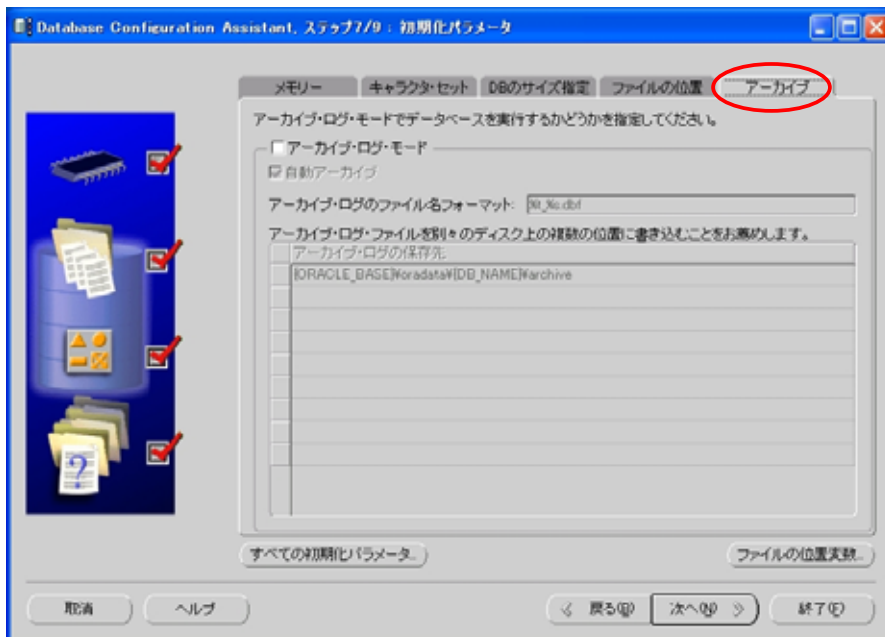 Database Configuration Assistant, ステップ7/9 : 初期化パラメータ
メモリー キャラクタ・セット DBのサイズ指定 ファイルの位置 アーカイブ
アーカイブ・ログ・モードでデータベースを実行するかどうかを指定してください。
アーカイブ・ログ・モード
自動アーカイブ
アーカイブ・ログのファイル名フォーマット: %t_%s.dbf
アーカイブ・ログ・ファイルを別々のディスク上の複数の位置に書き込むことをお薦めします。
アーカイブ・ログの保存先
{ORACLE_BASE}¥oradata¥{DB_NAME}¥archive
?
すべての初期化パラメータ... ファイルの位置変数...
取消 ヘルプ 戻る(B) 次へ(N) 終了(F)